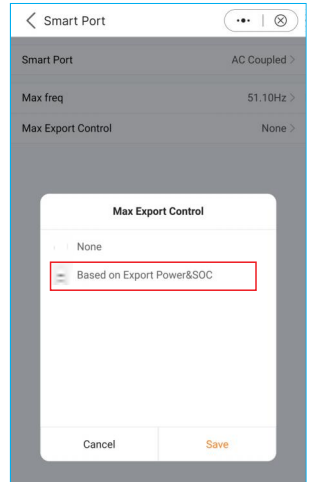 Smart Port
Smart Port AC Coupled
Max freq 51.10Hz
Max Export Control None
Max Export Control
None
Based on Export Power&SOC
Cancel Save